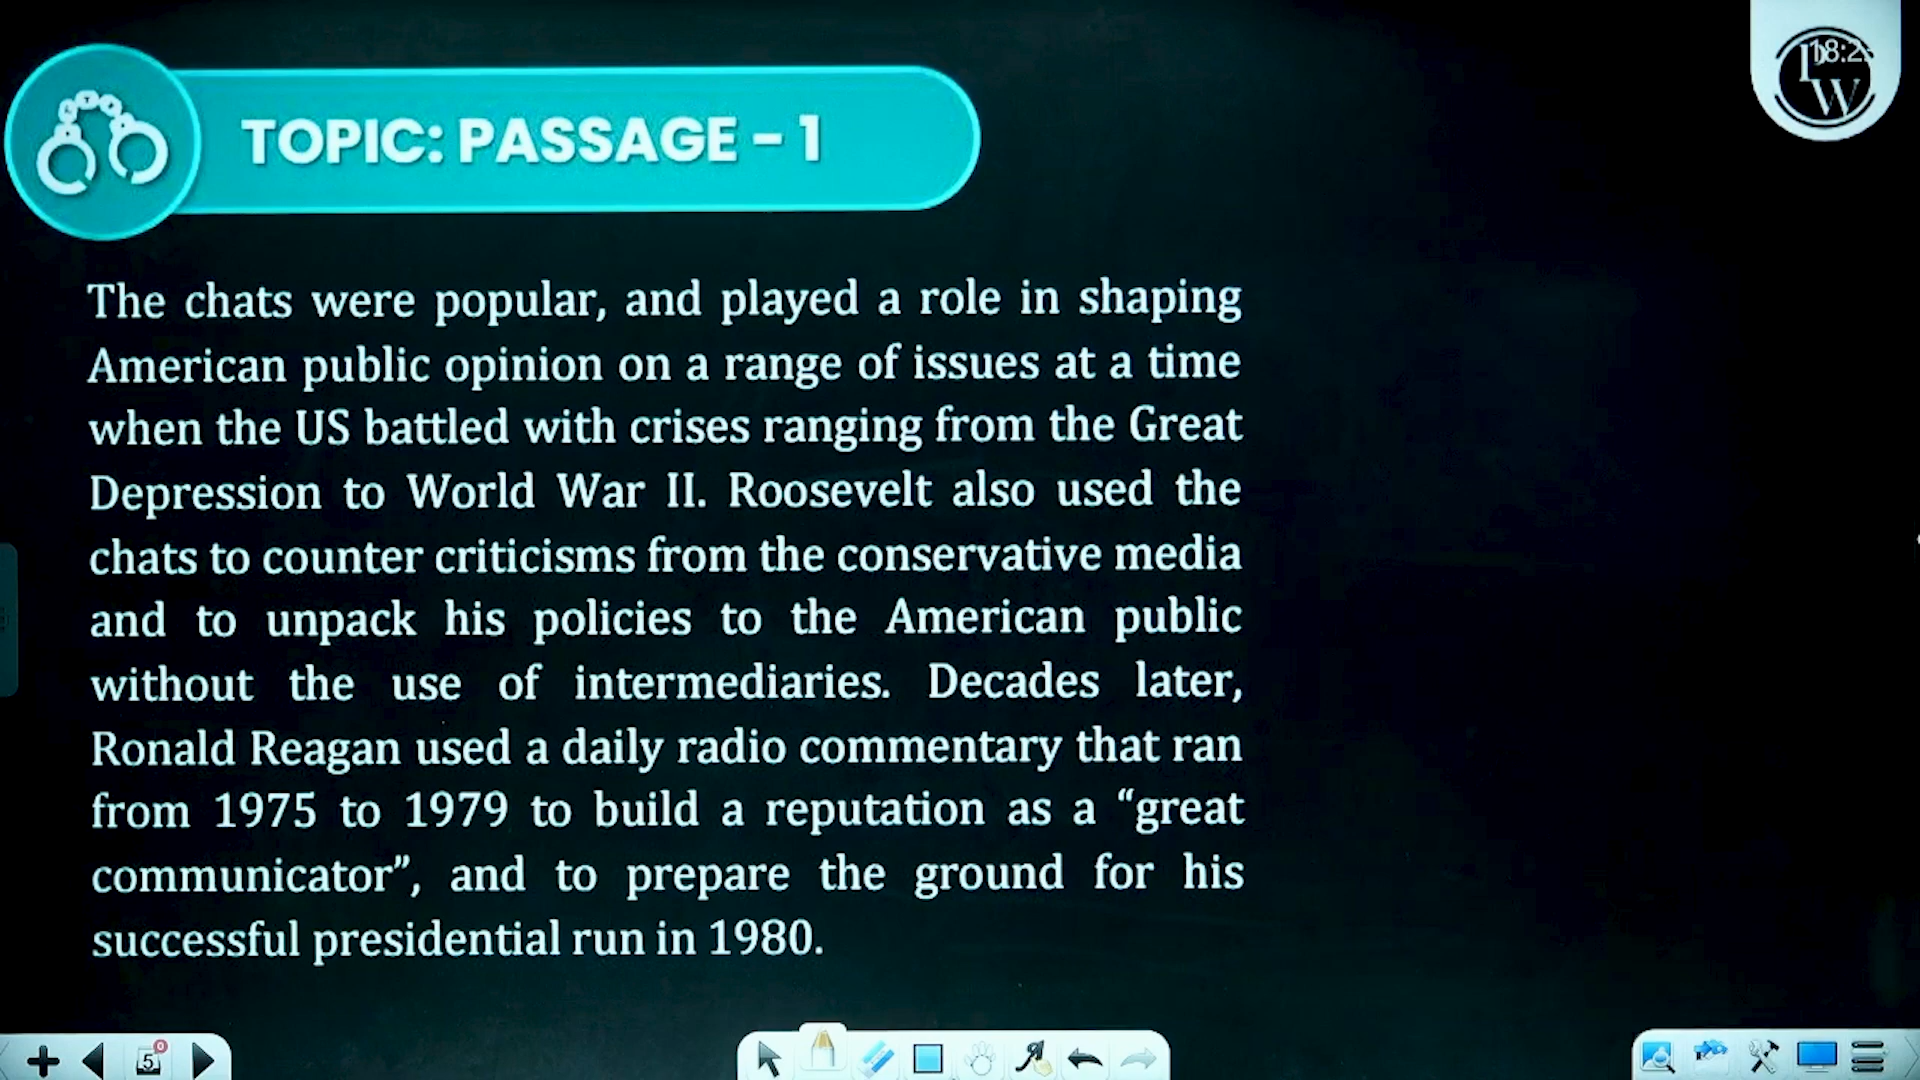 TOPIC: PASSAGE – 1
The chats were popular, and played a role in shaping
American public opinion on a range of issues at a time
when the US battled with crises ranging from the Great
Depression to World War II. Roosevelt also used the
chats to counter criticisms from the conservative media
and to unpack his policies to the American public
without the use of intermediaries. Decades later,
Ronald Reagan used a daily radio commentary that ran
from 1975 to 1979 to build a reputation as a “great
communicator”, and to prepare the ground for his
successful presidential run in 1980.
P
W
5
0